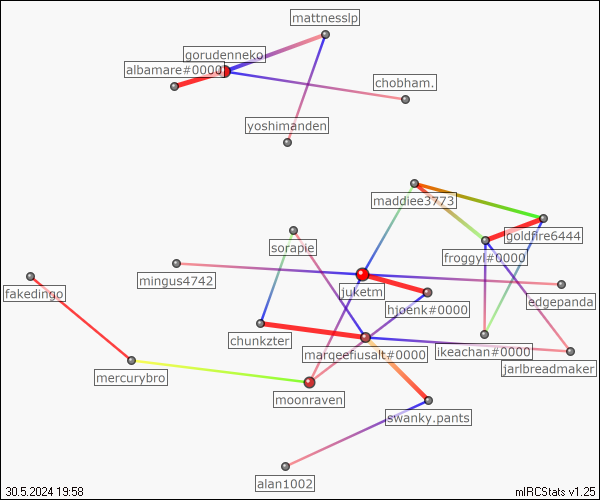 mattnesslp
gorudenneko
albamare#0000
chobham.
yoshimanden
maddiee3773
goldfire6444
sorapie
froggyl#0000
mingus4742
juketm
edgepanda
fakedingo
hjoenk#0000
chunkzter
marqeefiusalt#0000
ikeachan#0000
jarlbreadmaker
mercurybro
moonraven
swanky.pants
alan1002
30.5.2024 19:58
mIRCStats v1.25